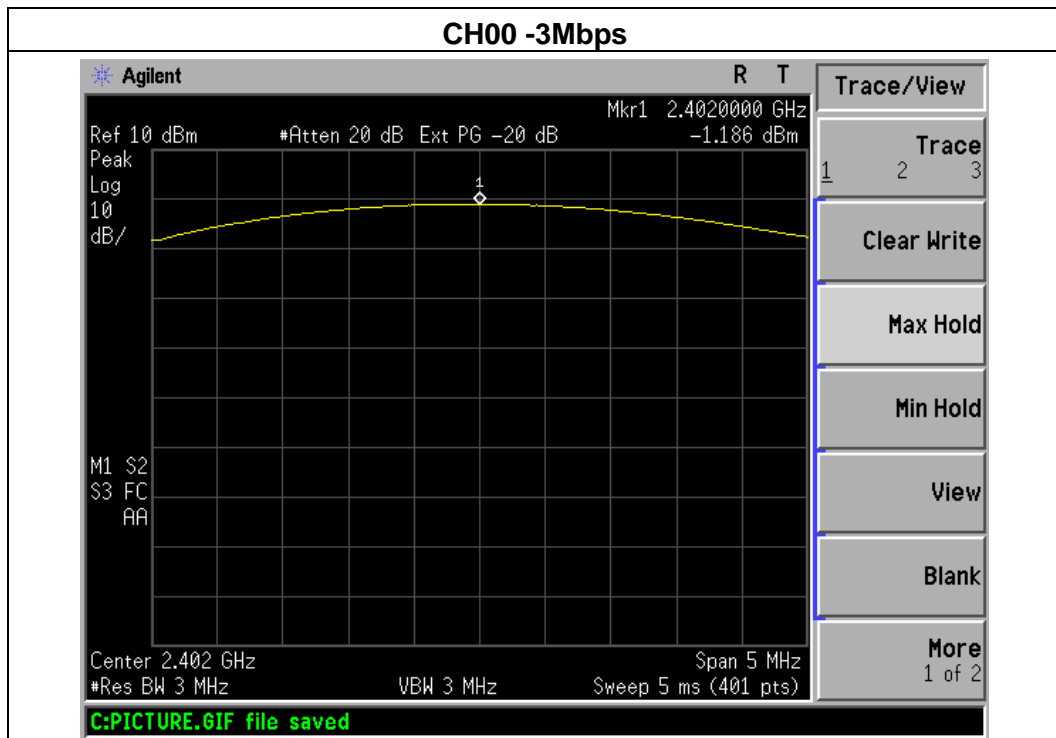 CH00 -3Mbps
Agilent R T
Mkr1 2.4020000 GHz
Ref 10 dBm #Atten 20 dB Ext PG -20 dB -1.186 dBm
Peak
Log
10
dB/
1
M1 S2
S3 FC
AA
Center 2.402 GHz Span 5 MHz
#Res BW 3 MHz VBW 3 MHz Sweep 5 ms (401 pts)
C:PICTURE.GIF file saved
Trace/View
Trace
1 2 3
Clear Write
Max Hold
Min Hold
View
Blank
More
1 of 2